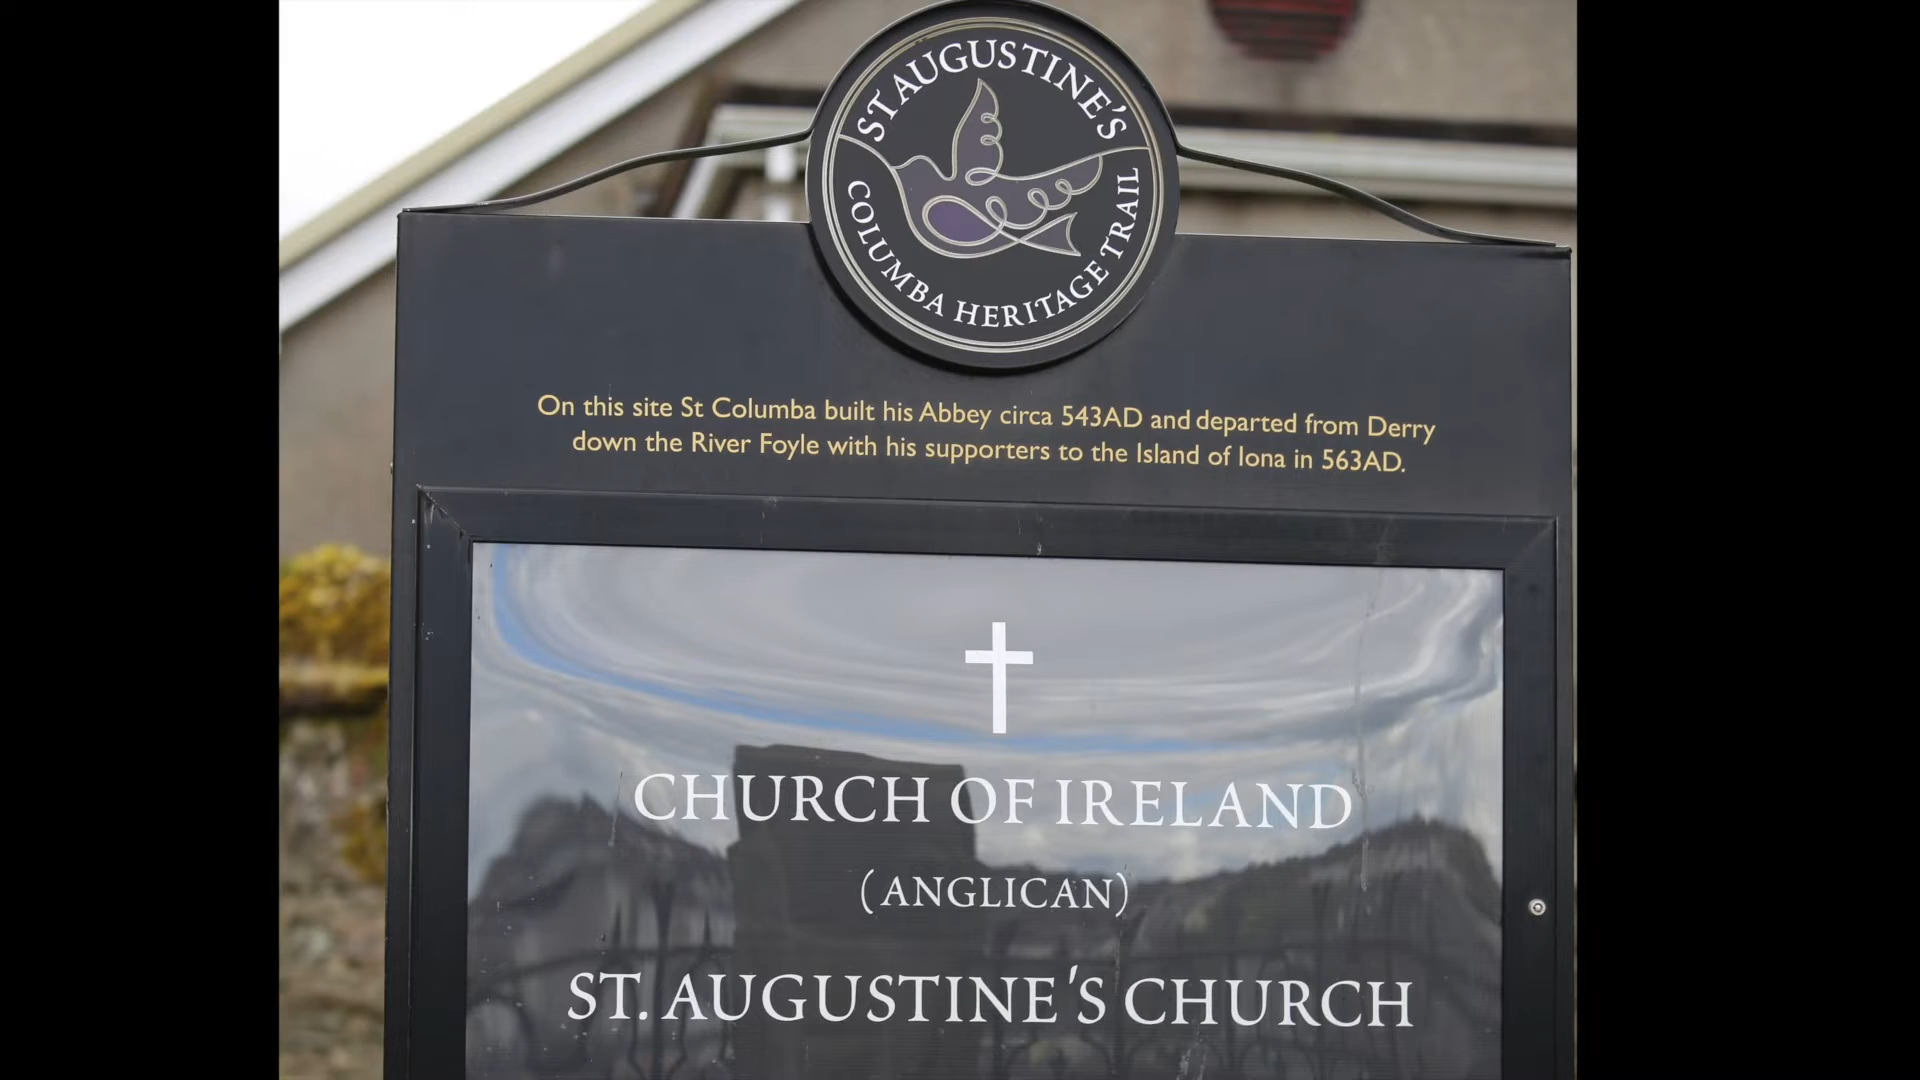 ST AUGUSTINE'S
COLUMBA HERITAGE TRAIL
On this site St Columba built his Abbey circa 543AD and departed from Derry
down the River Foyle with his supporters to the Island of Iona in 563AD.
CHURCH OF IRELAND
(ANGLICAN)
ST. AUGUSTINE'S CHURCH